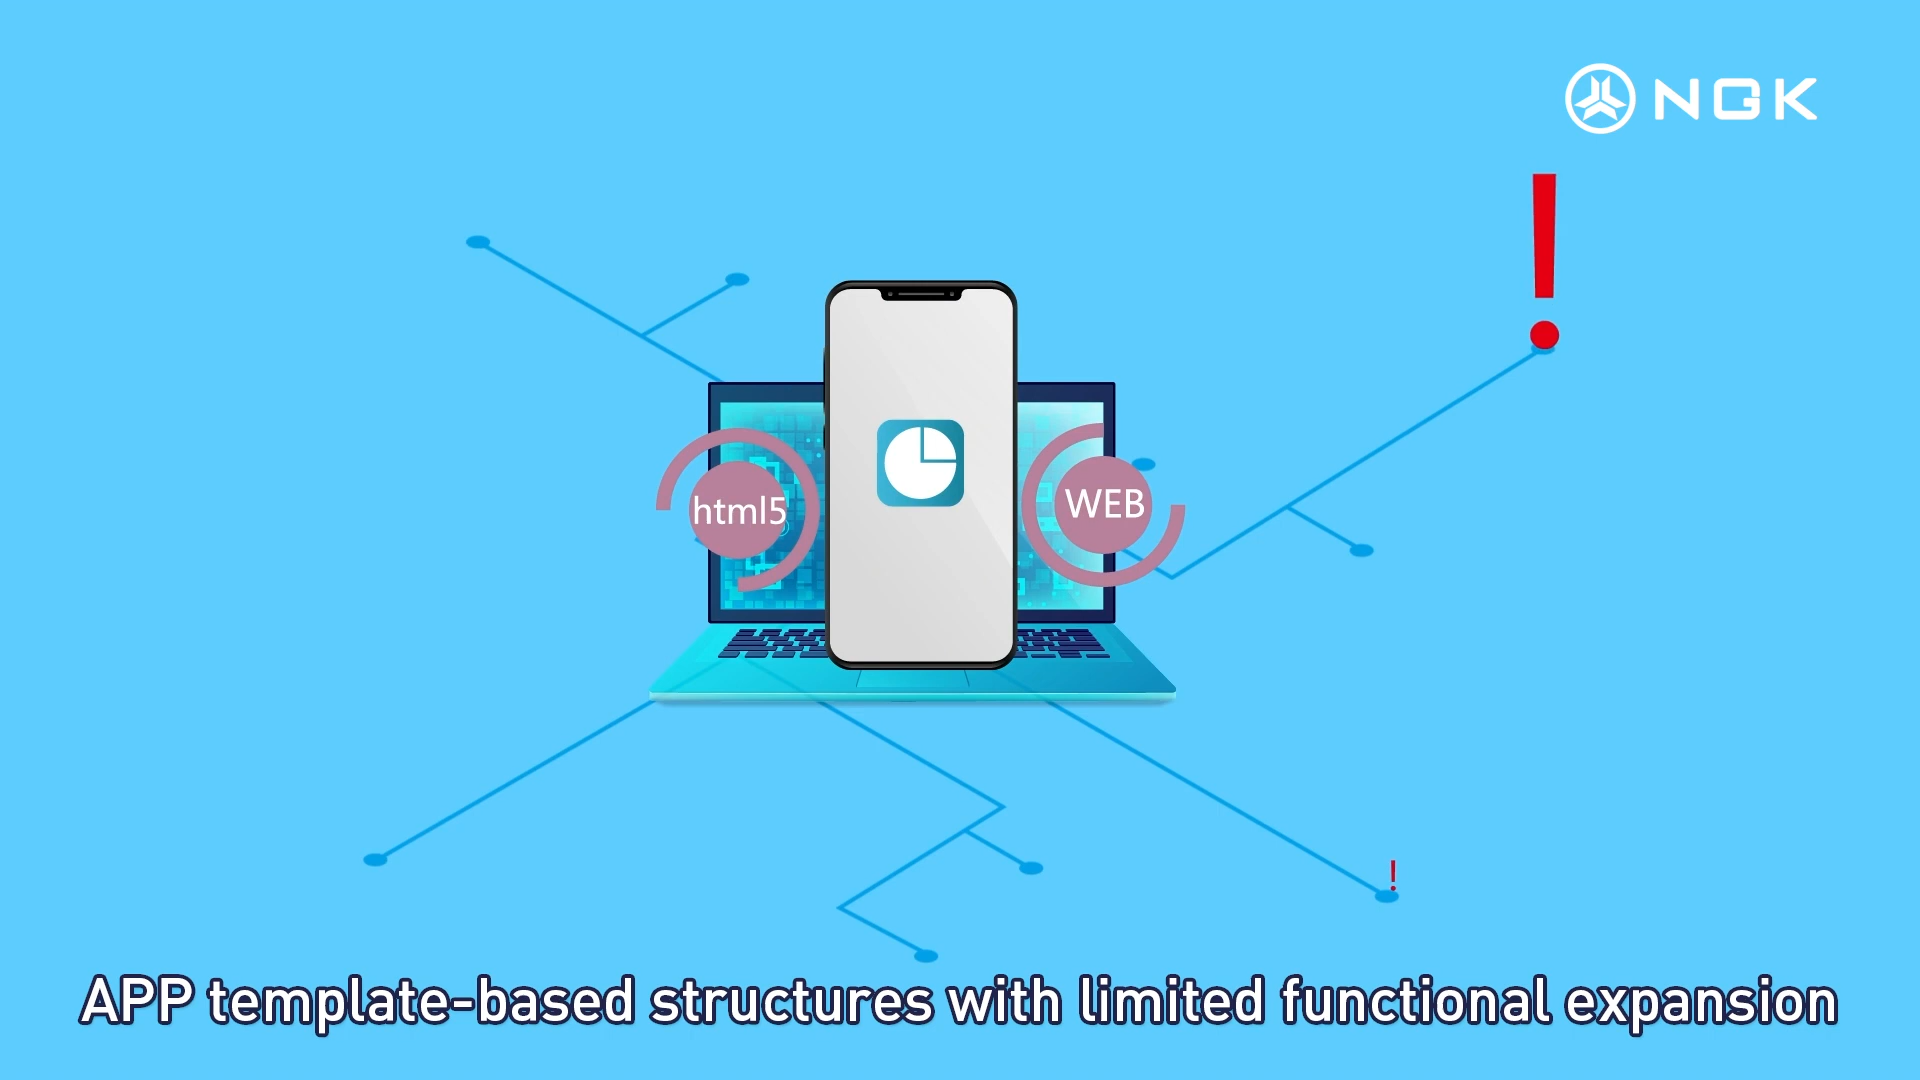 NGK
!
html5
WEB
!
APP template-based structures with limited functional expansion